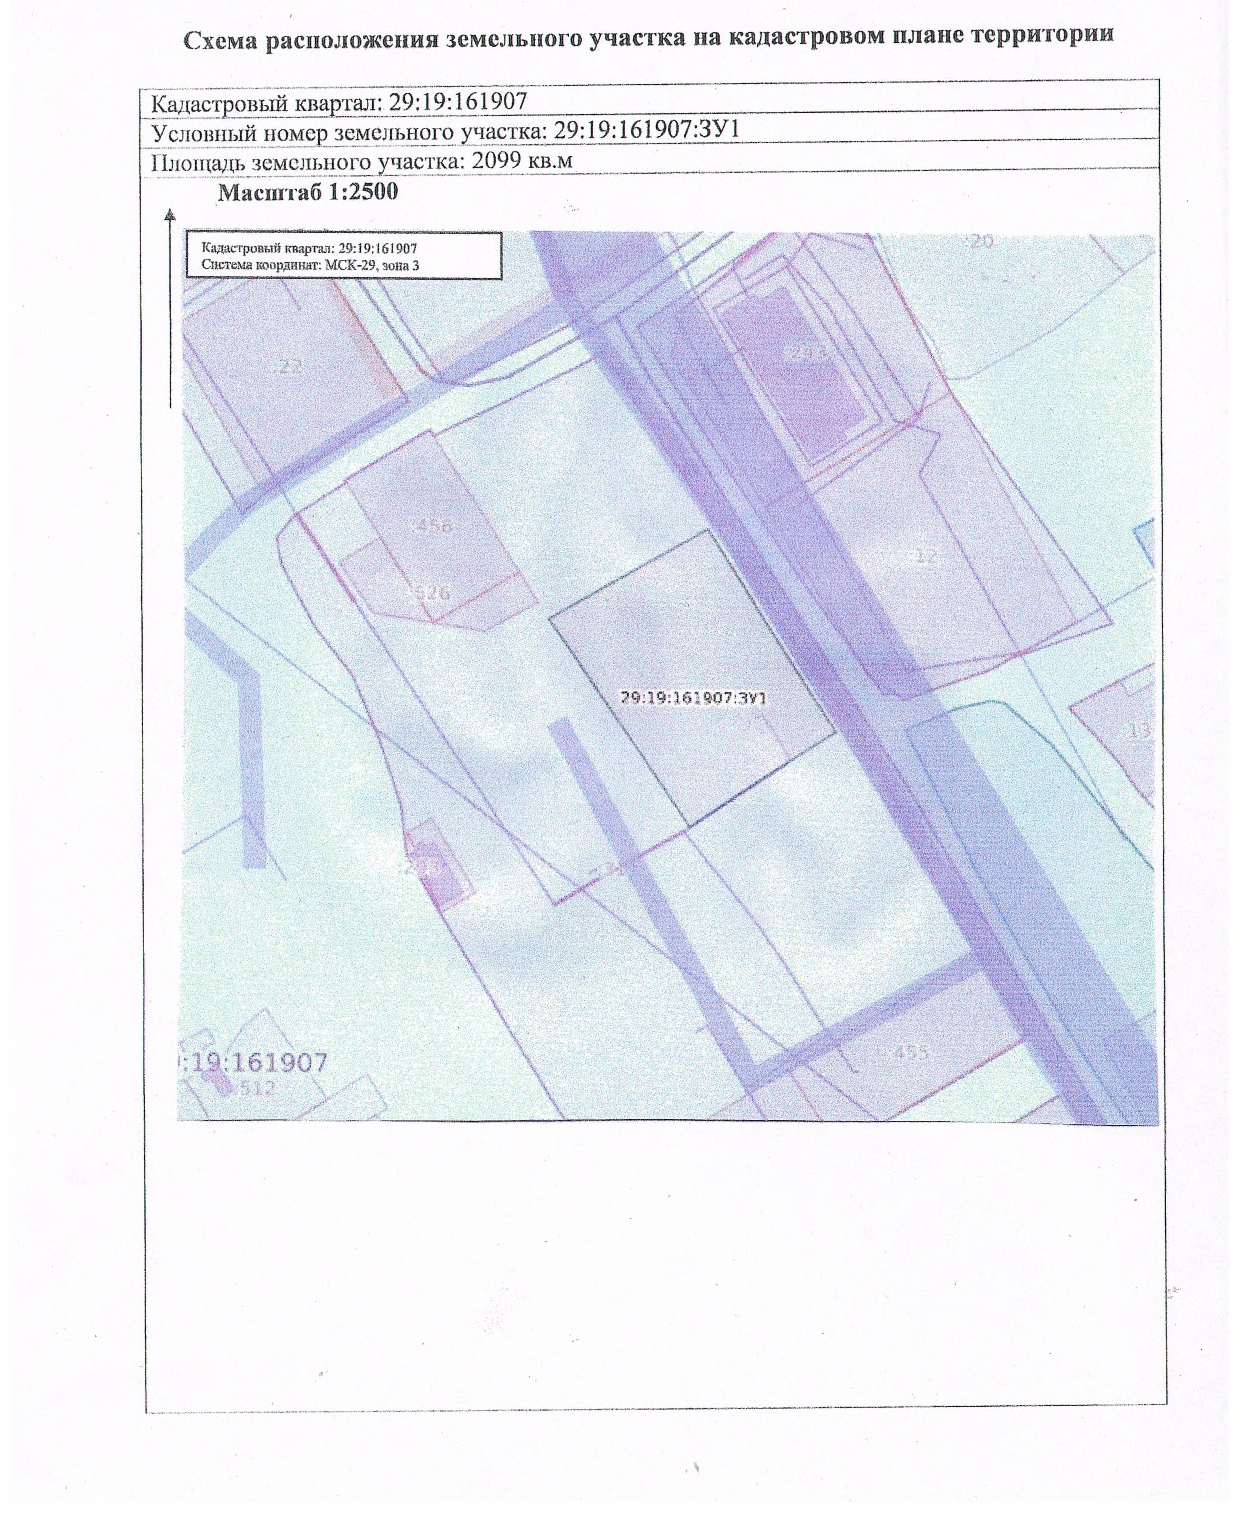 Схема расположения земельного участка на кадастровом плане территории
Кадастровый квартал: 29:19:161907
Условный номер земельного участка: 29:19:161907:ЗУ1
Площадь земельного участка: 2099 кв.м
Масштаб 1:2500
Кадастровый квартал: 29:19:161907
Система координат: МСК-29, зона 3
:20
:22
:456
:12
:526
29:19:161907:ЗУ1
:13
:455
:19:161907
:512